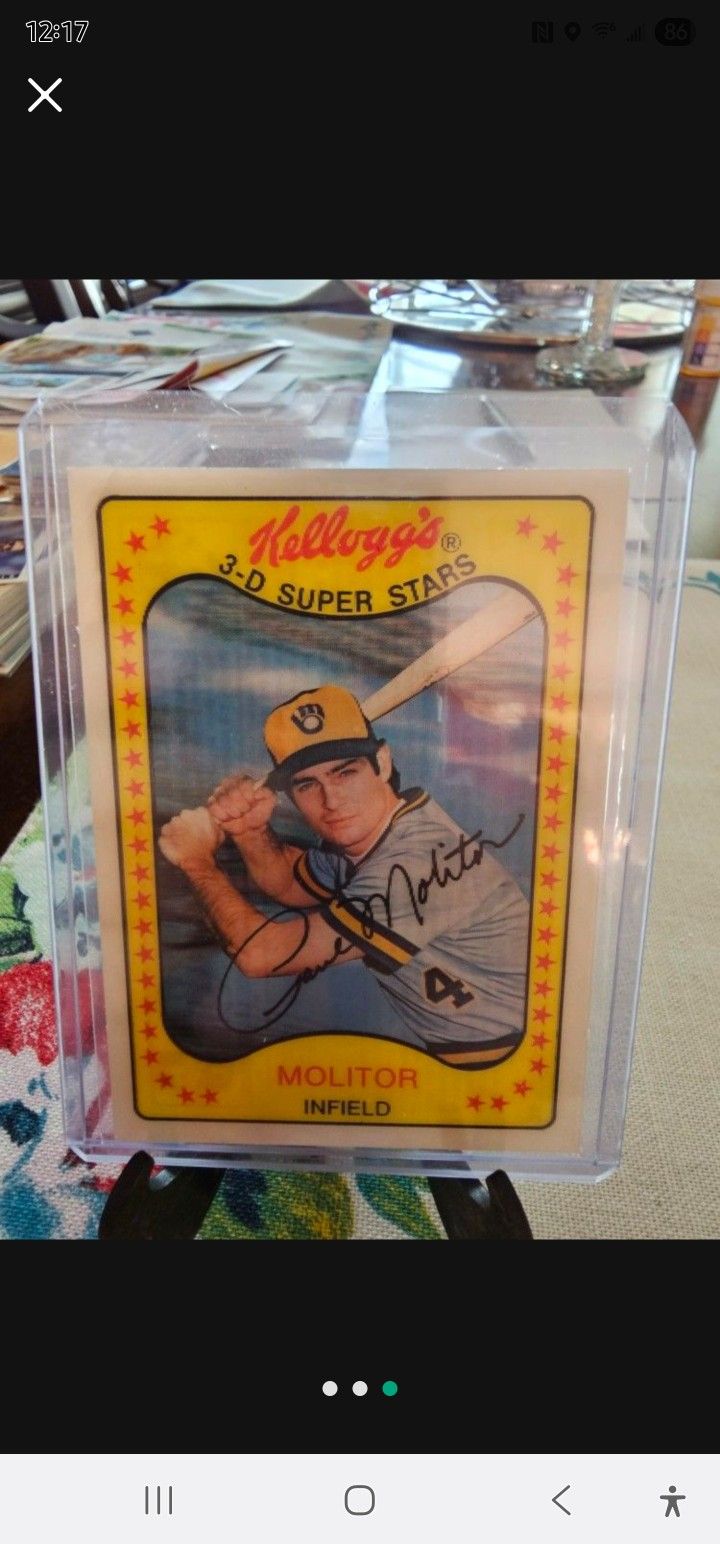 12:17
86
Kellogg's®
3-D SUPER STARS
Paul Molitor
4
MOLITOR
INFIELD